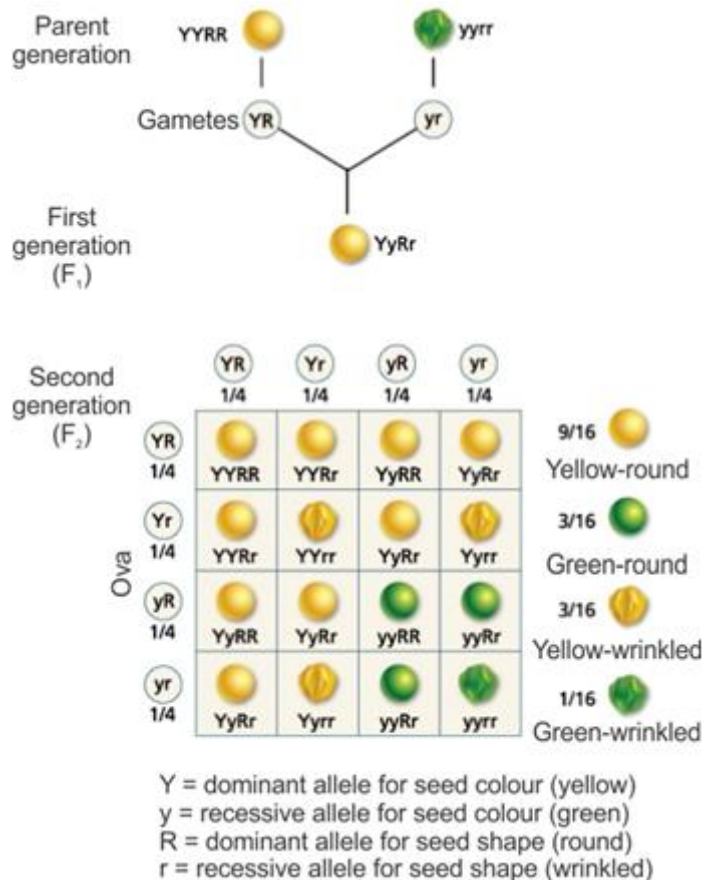 Parent
generation
YYRR
yyrr
Gametes
YR
yr
First
generation
(F₁)
YyRr
Second
generation
(F₂)
YR Yr yR yr
1/4 1/4 1/4 1/4
Ova
YR
1/4
YYRR YYRr YyRR YyRr
Yr
1/4
YYRr YYrr YyRr Yyrr
yR
1/4
YyRR YyRr yyRR yyRr
yr
1/4
YyRr Yyrr yyRr yyrr
9/16
Yellow-round
3/16
Green-round
3/16
Yellow-wrinkled
1/16
Green-wrinkled
Y = dominant allele for seed colour (yellow)
y = recessive allele for seed colour (green)
R = dominant allele for seed shape (round)
r = recessive allele for seed shape (wrinkled)